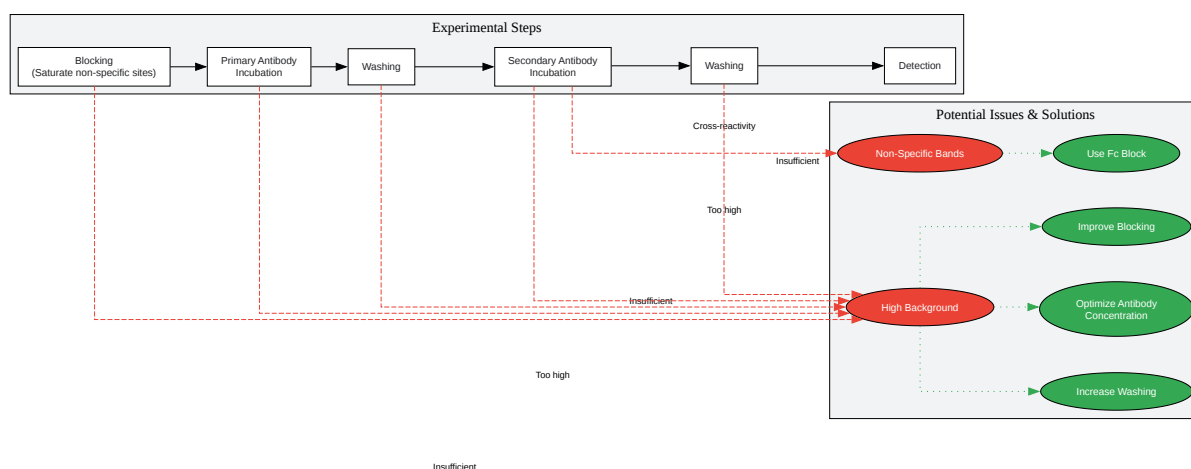 Experimental Steps
Blocking
(Saturate non-specific sites)
Primary Antibody
Incubation
Washing
Secondary Antibody
Incubation
Washing
Detection
Potential Issues & Solutions
Cross-reactivity
Non-Specific Bands
Use Fc Block
Insufficient
Too high
Improve Blocking
Insufficient
High Background
Optimize Antibody
Concentration
Too high
Increase Washing
Insufficient